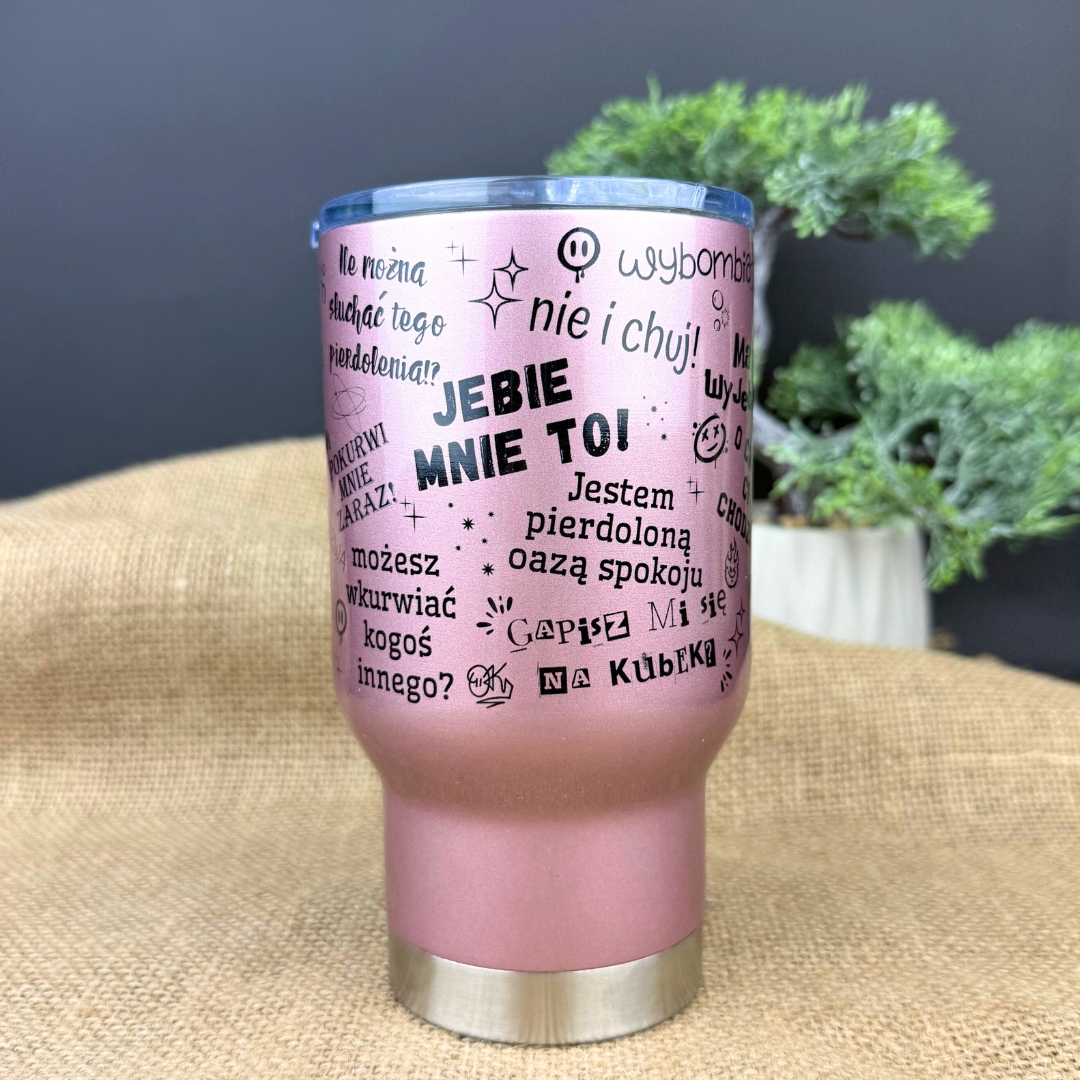 Nie można
słuchać tego
pierdolenia!?
nie i chuj!
JEBIE
MNIE TO!
POKURWI
MNIE
ZARAZ!
Jestem
pierdoloną
oazą spokoju
możesz
wkurwiać
kogoś
innego?
GAPisZ Mi się
NA KUbEK?